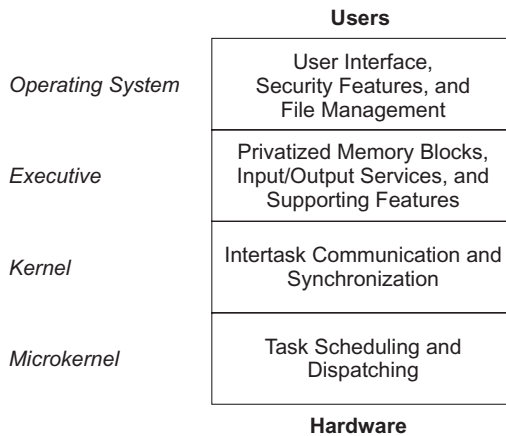 Users
Operating System
User Interface,
Security Features, and
File Management
Executive
Privatized Memory Blocks,
Input/Output Services, and
Supporting Features
Kernel
Intertask Communication and
Synchronization
Microkernel
Task Scheduling and
Dispatching
Hardware